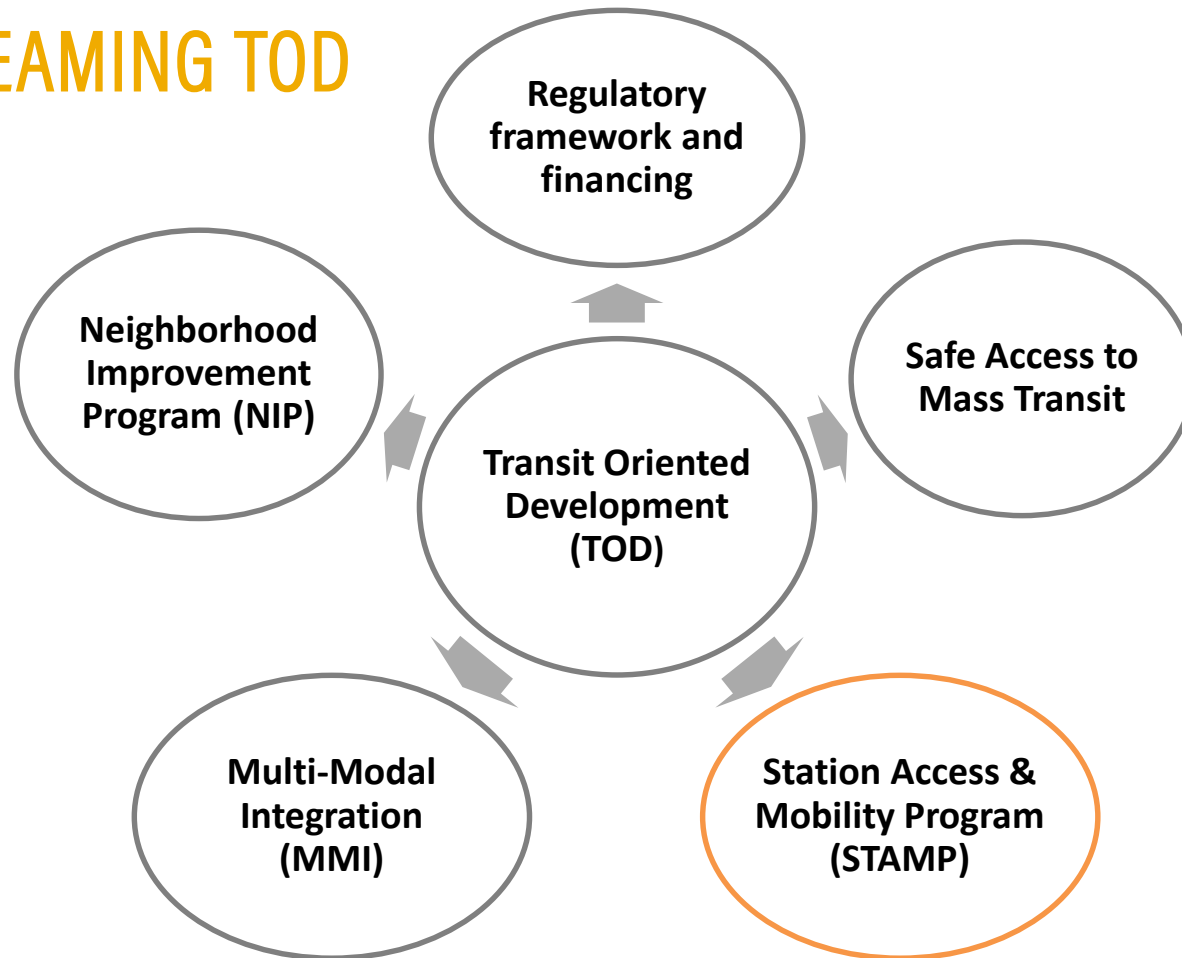 EAMING TOD
Regulatory
framework and
financing
Neighborhood
Improvement
Program (NIP)
Safe Access to
Mass Transit
Transit Oriented
Development
(TOD)
Multi-Modal
Integration
(MMI)
Station Access &
Mobility Program
(STAMP)